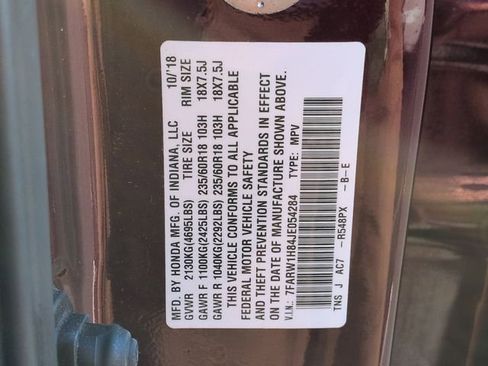 MFD. BY HONDA MFG. OF INDIANA, LLC 10/'18
GVWR 2130KG(4695LBS) TIRE SIZE RIM SIZE
GAWR F 1100KG(2425LBS) 235/60R18 103H 18X7.5J
GAWR R 1040KG(2292LBS) 235/60R18 103H 18X7.5J
THIS VEHICLE CONFORMS TO ALL APPLICABLE
FEDERAL MOTOR VEHICLE SAFETY
AND THEFT PREVENTION STANDARDS IN EFFECT
ON THE DATE OF MANUFACTURE SHOWN ABOVE.
V.I.N.: 7FARW1H84JE054284 TYPE: MPV
TNS J AC7 -R548PX -B-E